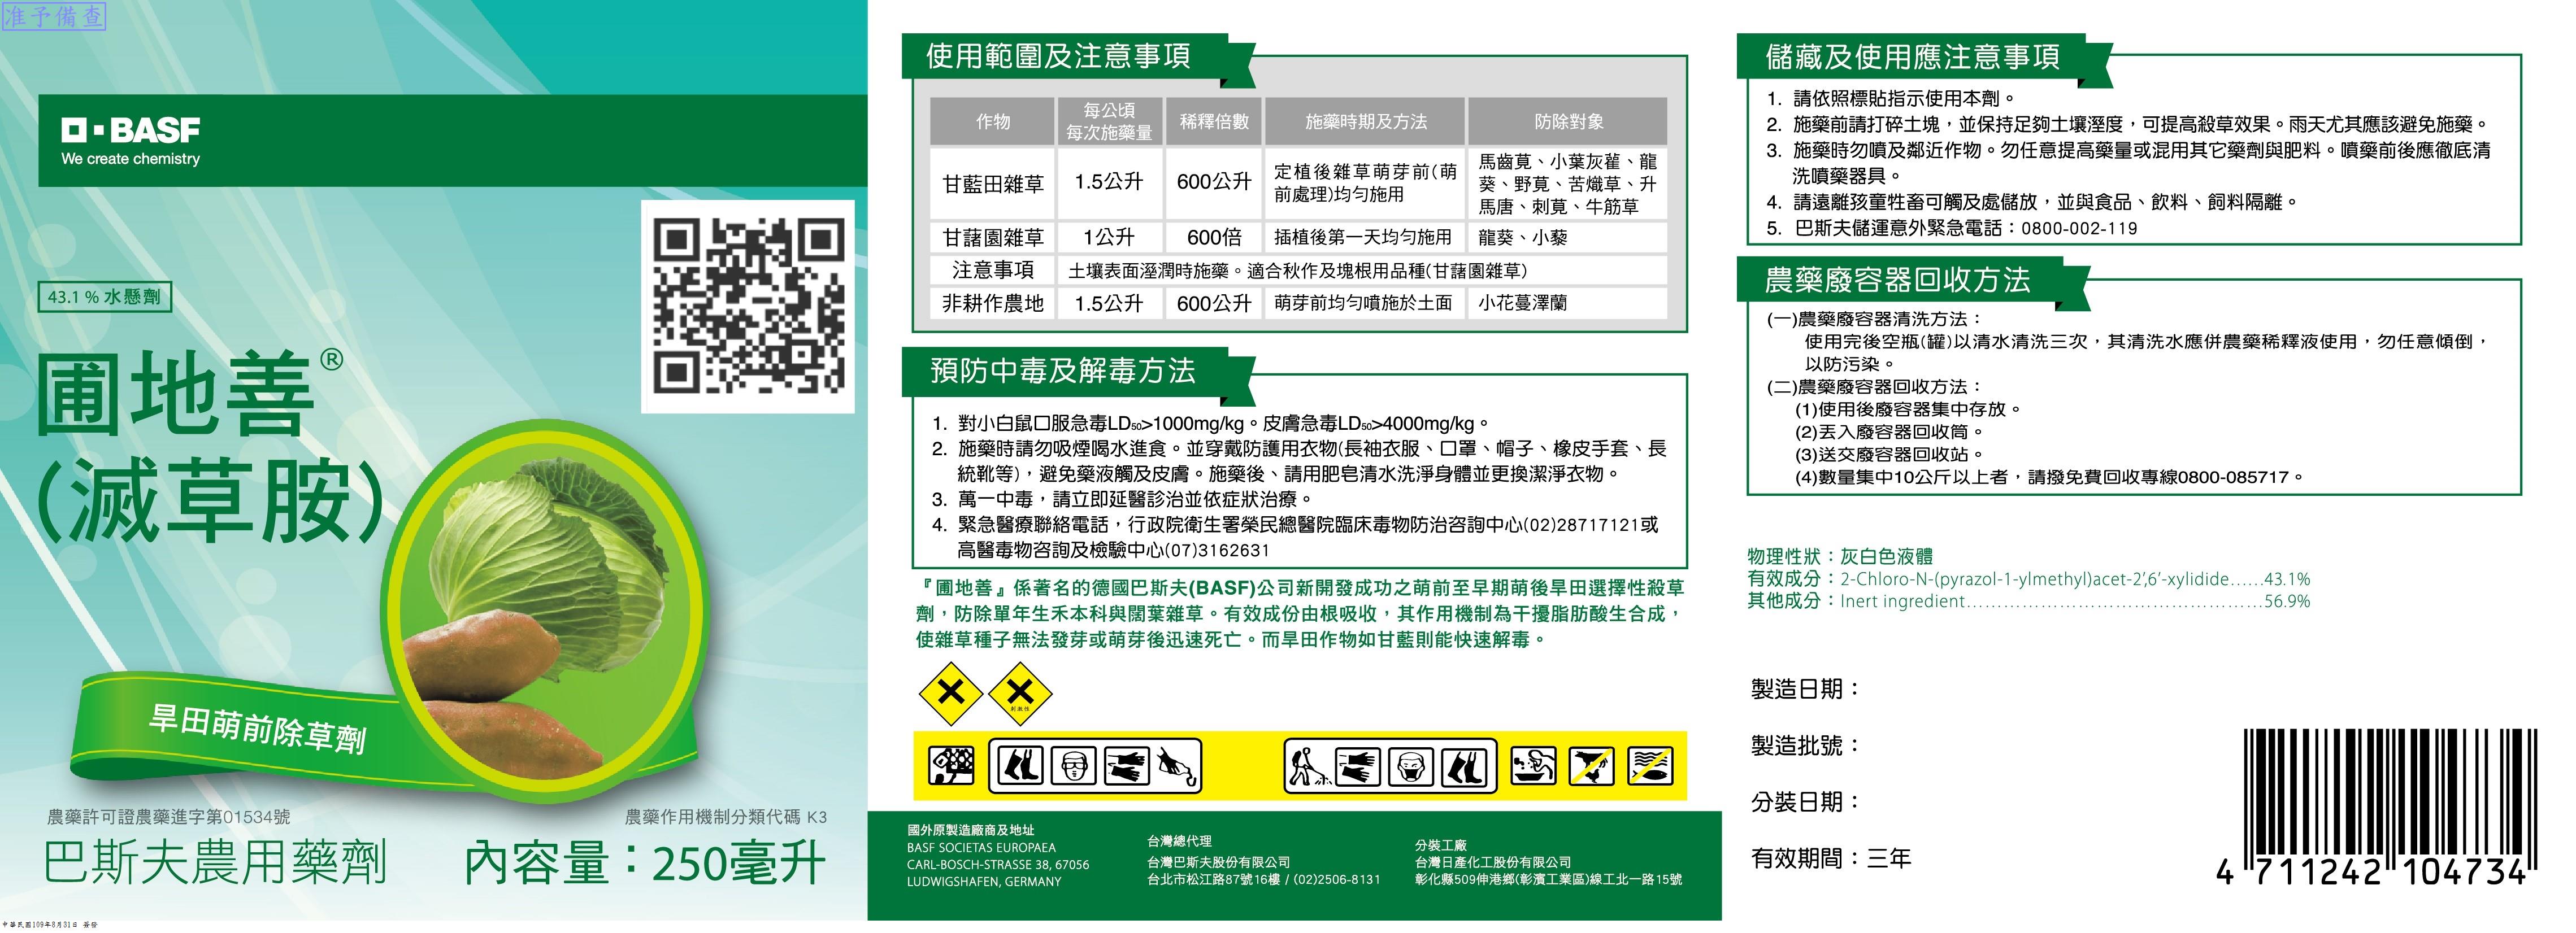 准予備查
BASF
We create chemistry
43.1 % 水懸劑
圃地善®
(滅草胺)
旱田萌前除草劑
農藥許可證農藥進字第01534號
農藥作用機制分類代碼 K3
巴斯夫農用藥劑
內容量：250毫升
中華民國109年8月31日 簽發
使用範圍及注意事項
作物 每公頃每次施藥量 稀釋倍數 施藥時期及方法 防除對象
甘藍田雜草 1.5公升 600公升 定植後雜草萌芽前(萌前處理)均勻施用 馬齒莧、小葉灰藋、龍葵、野莧、苦熾草、升馬唐、刺莧、牛筋草
甘藷園雜草 1公升 600倍 插植後第一天均勻施用 龍葵、小藜
注意事項 土壤表面溼潤時施藥。適合秋作及塊根用品種(甘藷園雜草)
非耕作農地 1.5公升 600公升 萌芽前均勻噴施於土面 小花蔓澤蘭
預防中毒及解毒方法
1. 對小白鼠口服急毒LD50>1000mg/kg。皮膚急毒LD50>4000mg/kg。
2. 施藥時請勿吸煙喝水進食。並穿戴防護用衣物(長袖衣服、口罩、帽子、橡皮手套、長
統靴等)，避免藥液觸及皮膚。施藥後、請用肥皂清水洗淨身體並更換潔淨衣物。
3. 萬一中毒，請立即延醫診治並依症狀治療。
4. 緊急醫療聯絡電話，行政院衛生署榮民總醫院臨床毒物防治咨詢中心(02)28717121或
高醫毒物咨詢及檢驗中心(07)3162631
『圃地善』係著名的德國巴斯夫(BASF)公司新開發成功之萌前至早期萌後旱田選擇性殺草
劑，防除單年生禾本科與闊葉雜草。有效成份由根吸收，其作用機制為干擾脂肪酸生合成，
使雜草種子無法發芽或萌芽後迅速死亡。而旱田作物如甘藍則能快速解毒。
刺激性
國外原製造廠商及地址
BASF SOCIETAS EUROPAEA
CARL-BOSCH-STRASSE 38, 67056
LUDWIGSHAFEN, GERMANY
台灣總代理
台灣巴斯夫股份有限公司
台北市松江路87號16樓 / (02)2506-8131
分裝工廠
台灣日產化工股份有限公司
彰化縣509伸港鄉(彰濱工業區)線工北一路15號
儲藏及使用應注意事項
1. 請依照標貼指示使用本劑。
2. 施藥前請打碎土塊，並保持足夠土壤溼度，可提高殺草效果。雨天尤其應該避免施藥。
3. 施藥時勿噴及鄰近作物。勿任意提高藥量或混用其它藥劑與肥料。噴藥前後應徹底清
洗噴藥器具。
4. 請遠離孩童牲畜可觸及處儲放，並與食品、飲料、飼料隔離。
5. 巴斯夫儲運意外緊急電話：0800-002-119
農藥廢容器回收方法
(一)農藥廢容器清洗方法：
使用完後空瓶(罐)以清水清洗三次，其清洗水應併農藥稀釋液使用，勿任意傾倒，
以防污染。
(二)農藥廢容器回收方法：
(1)使用後廢容器集中存放。
(2)丟入廢容器回收筒。
(3)送交廢容器回收站。
(4)數量集中10公斤以上者，請撥免費回收專線0800-085717。
物理性狀：灰白色液體
有效成分：2-Chloro-N-(pyrazol-1-ylmethyl)acet-2′,6′-xylidide......43.1%
其他成分：Inert ingredient................................................56.9%
製造日期：
製造批號：
分裝日期：
有效期間：三年
4 711242 104734